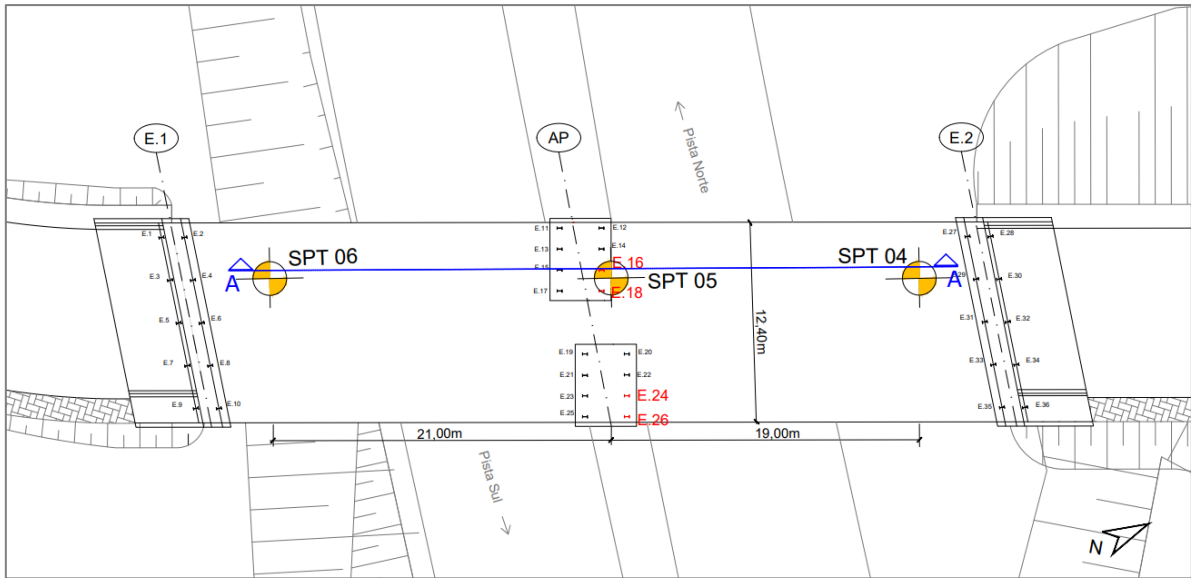 E.1
AP
E.2
Pista Norte
E.1
E.2
E.11
E.12
E.27
E.28
E.13
E.14
SPT 06
SPT 04
E.15
E.16
E.3
E.4
A
SPT 05
A
E.29
E.30
E.17
E.18
E.5
E.6
12,40m
E.31
E.32
E.19
E.20
E.7
E.8
E.21
E.22
E.33
E.34
E.23
E.24
E.9
E.10
E.25
E.26
E.35
E.36
21,00m
19,00m
Pista Sul
N